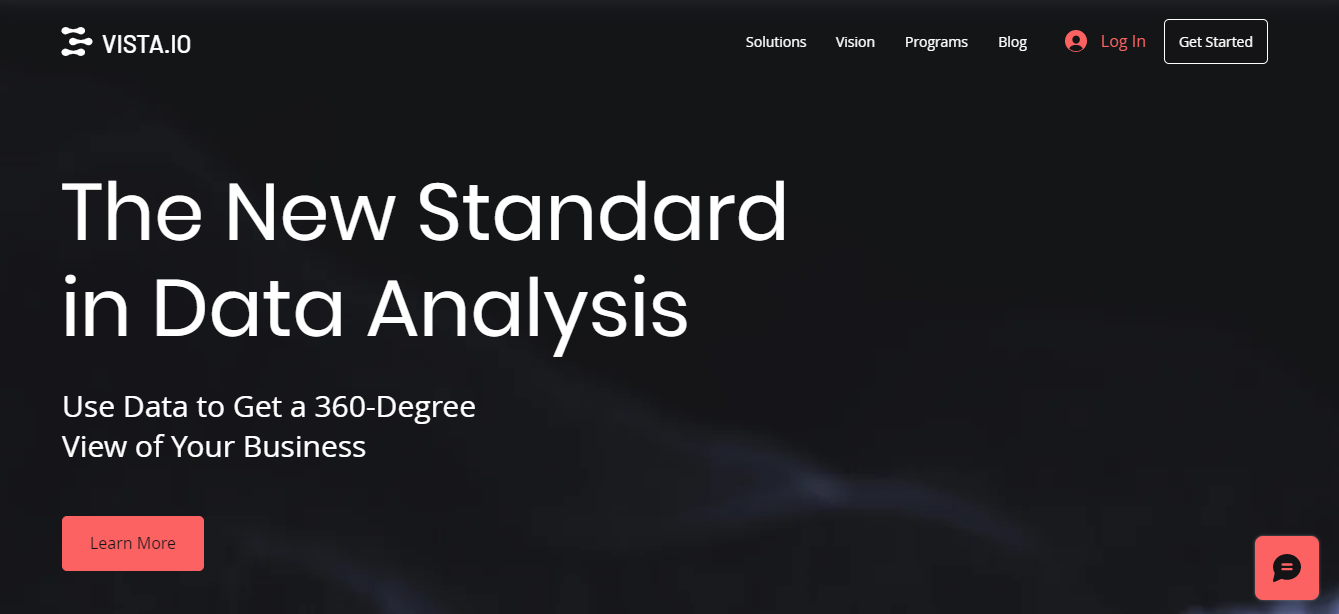 VISTA.IO
Solutions Vision Programs Blog Log In Get Started
The New Standard
in Data Analysis
Use Data to Get a 360-Degree
View of Your Business
Learn More